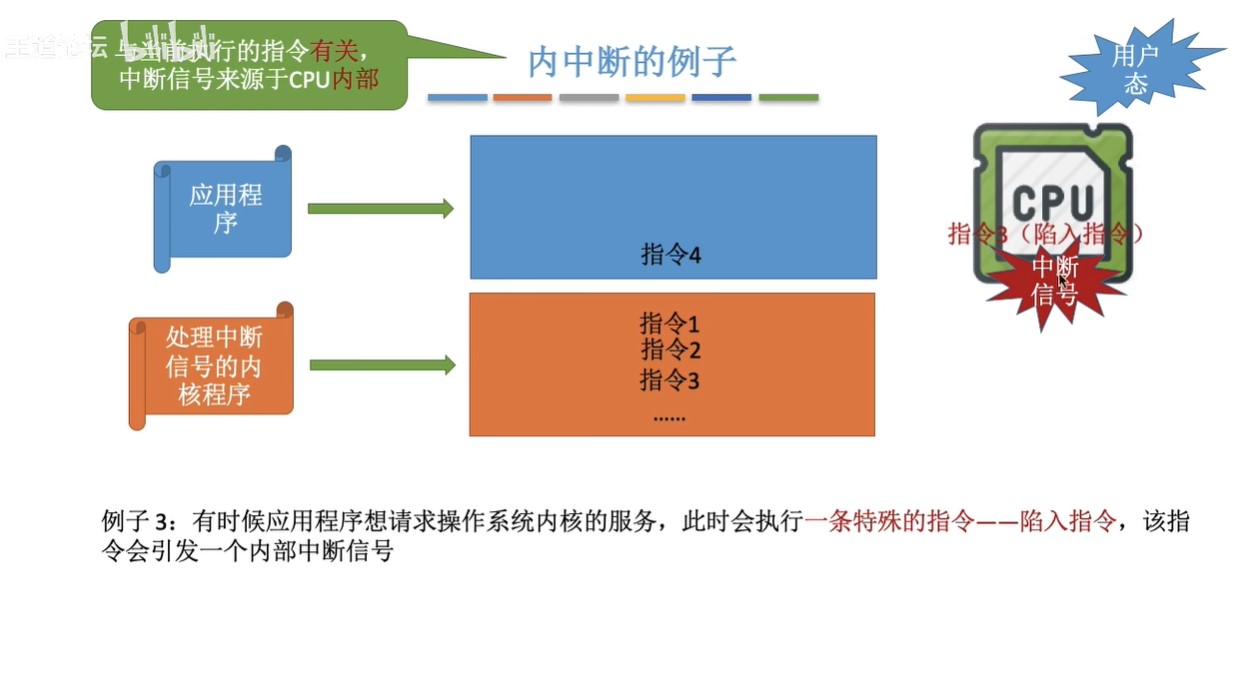 王道论坛
与当前执行的指令有关，
中断信号来源于CPU内部
内中断的例子
用户
态
应用程
序
指令4
CPU
指令3（陷入指令）
中断
信号
处理中断
信号的内
核程序
指令1
指令2
指令3
……
例子 3：有时候应用程序想请求操作系统内核的服务，此时会执行一条特殊的指令——陷入指令，该指
令会引发一个内部中断信号